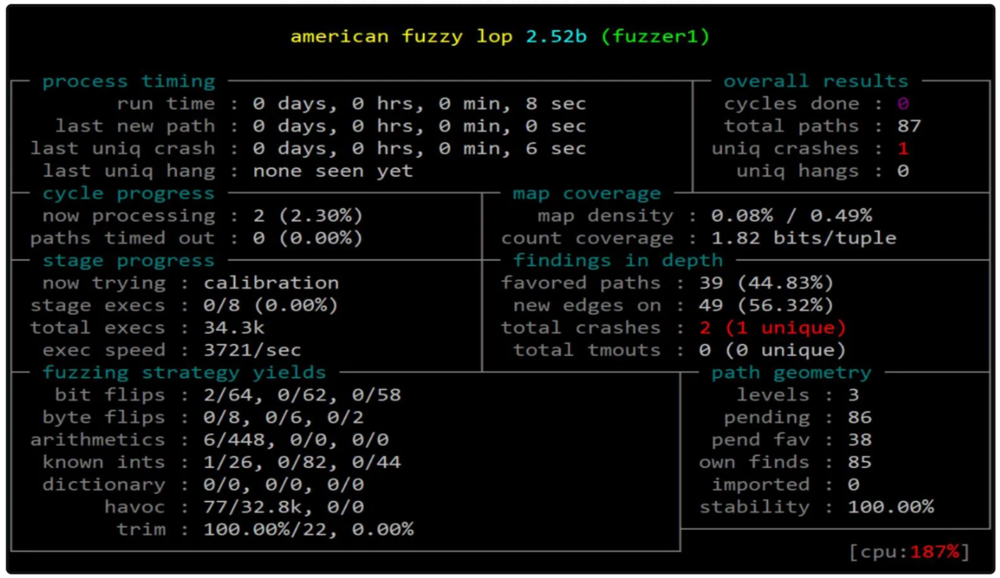 american fuzzy lop 2.52b (fuzzer1)
process timing
run time : 0 days, 0 hrs, 0 min, 8 sec
last new path : 0 days, 0 hrs, 0 min, 0 sec
last uniq crash : 0 days, 0 hrs, 0 min, 6 sec
last uniq hang : none seen yet
overall results
cycles done : 0
total paths : 87
uniq crashes : 1
uniq hangs : 0
cycle progress
now processing : 2 (2.30%)
paths timed out : 0 (0.00%)
map coverage
map density : 0.08% / 0.49%
count coverage : 1.82 bits/tuple
stage progress
now trying : calibration
stage execs : 0/8 (0.00%)
total execs : 34.3k
exec speed : 3721/sec
findings in depth
favored paths : 39 (44.83%)
new edges on : 49 (56.32%)
total crashes : 2 (1 unique)
total tmouts : 0 (0 unique)
fuzzing strategy yields
bit flips : 2/64, 0/62, 0/58
byte flips : 0/8, 0/6, 0/2
arithmetics : 6/448, 0/0, 0/0
known ints : 1/26, 0/82, 0/44
dictionary : 0/0, 0/0, 0/0
havoc : 77/32.8k, 0/0
trim : 100.00%/22, 0.00%
path geometry
levels : 3
pending : 86
pend fav : 38
own finds : 85
imported : 0
stability : 100.00%
[cpu:187%]